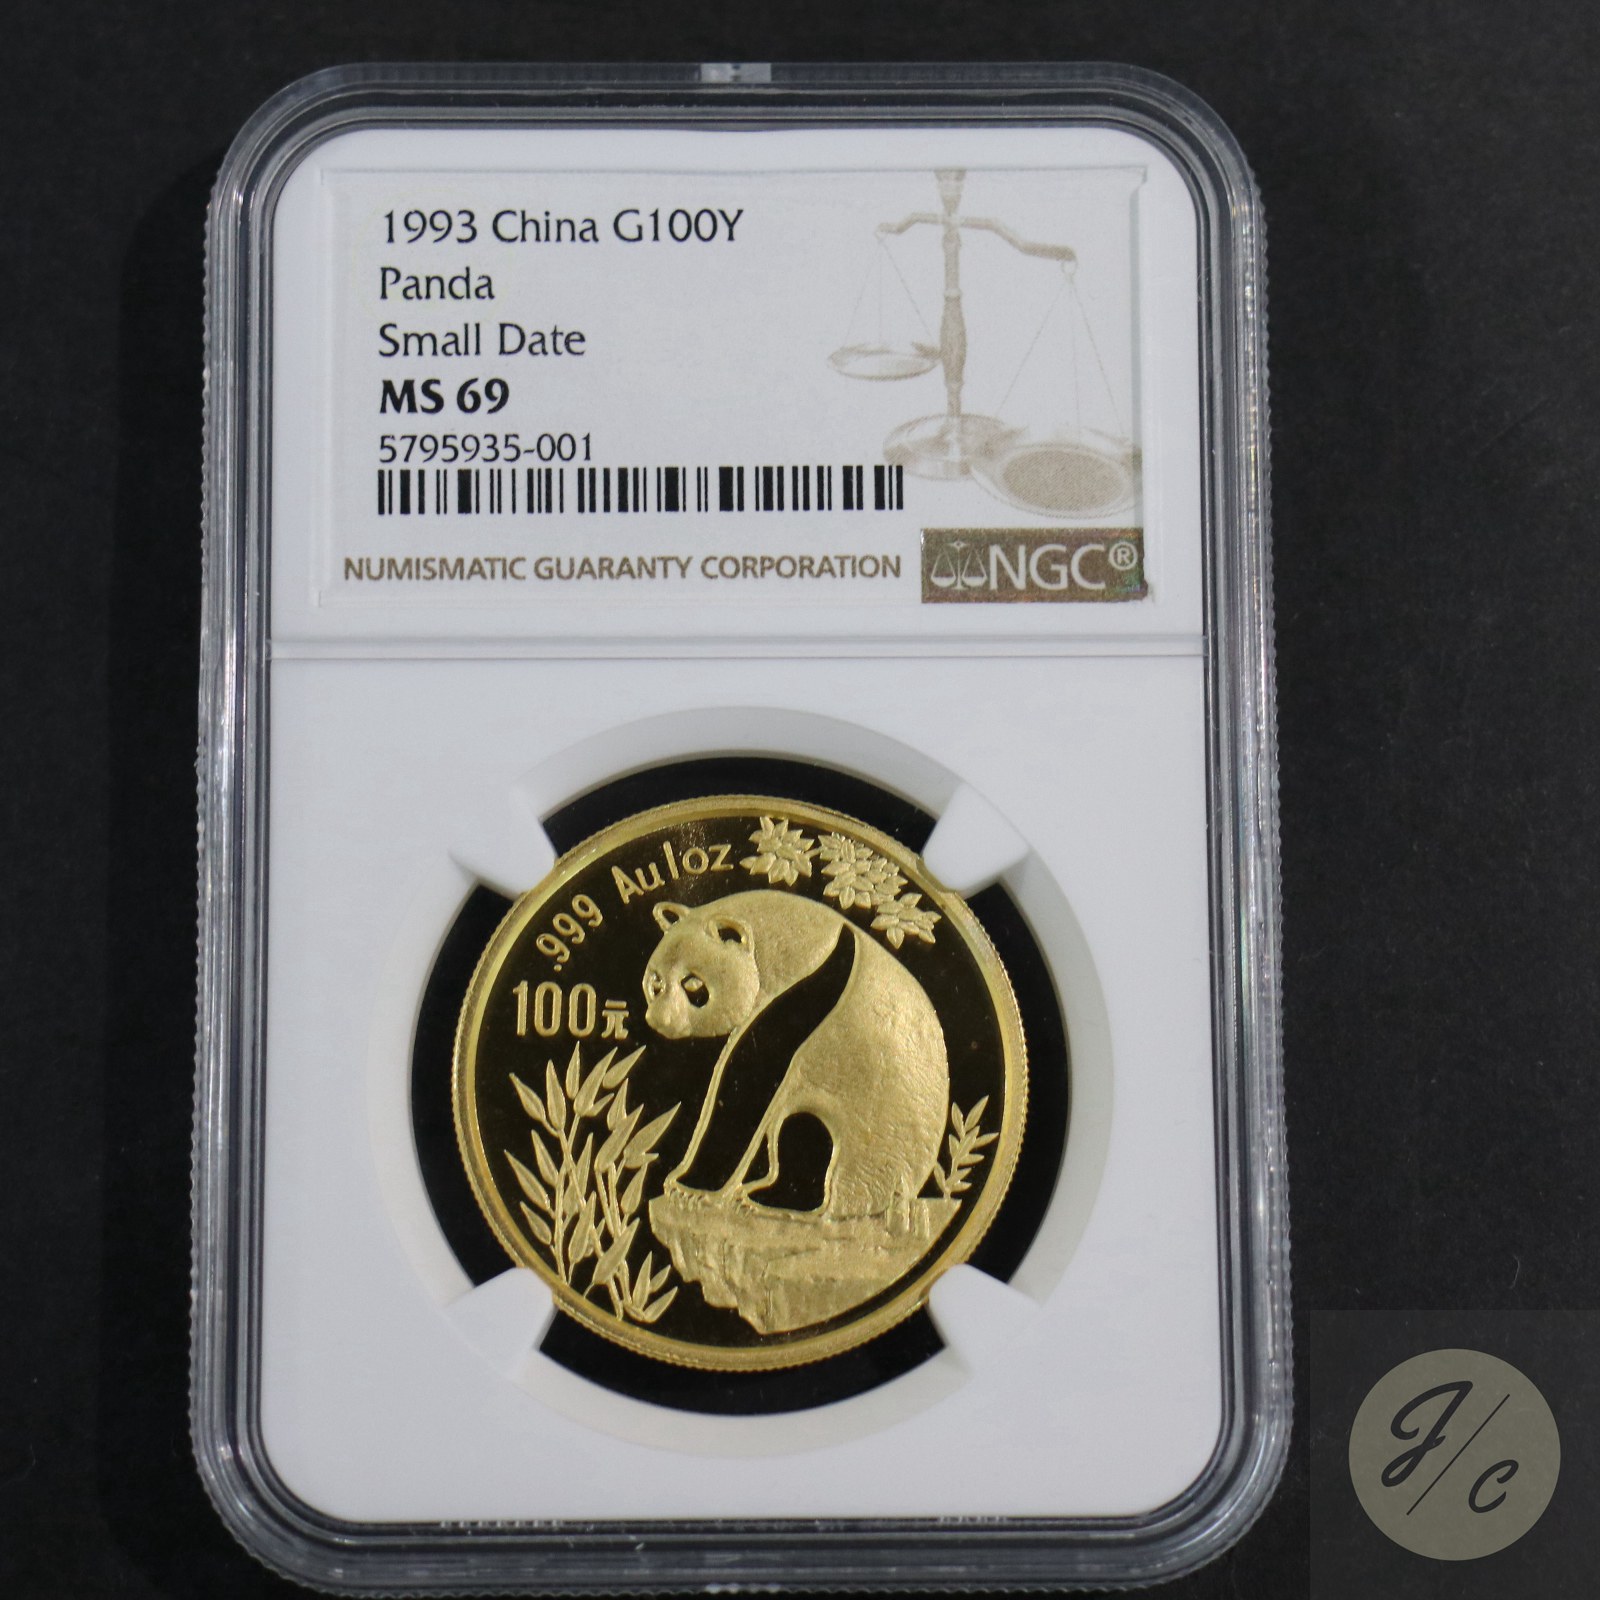 1993 China G100Y
Panda
Small Date
MS 69
5795935-001
NUMISMATIC GUARANTY CORPORATION
NGC®
.999 Au 1oz
100元
J/C